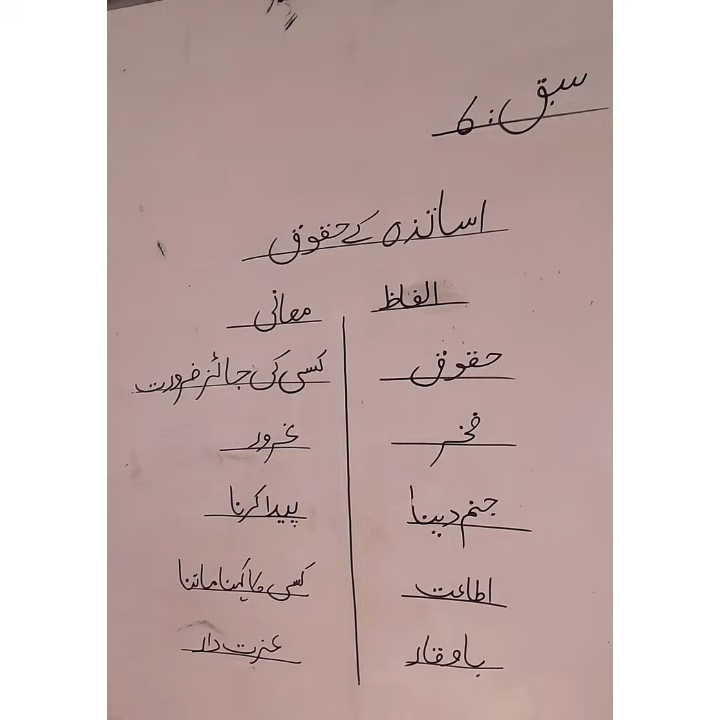 سبق: 6
اساتذہ کے حقوق
الفاظ معانی
حقوق کسی کی جائز ضرورت
فخر غرور
جنم دینا پیدا کرنا
اطاعت کسی کا کہنا ماننا
باوقار عزت دار